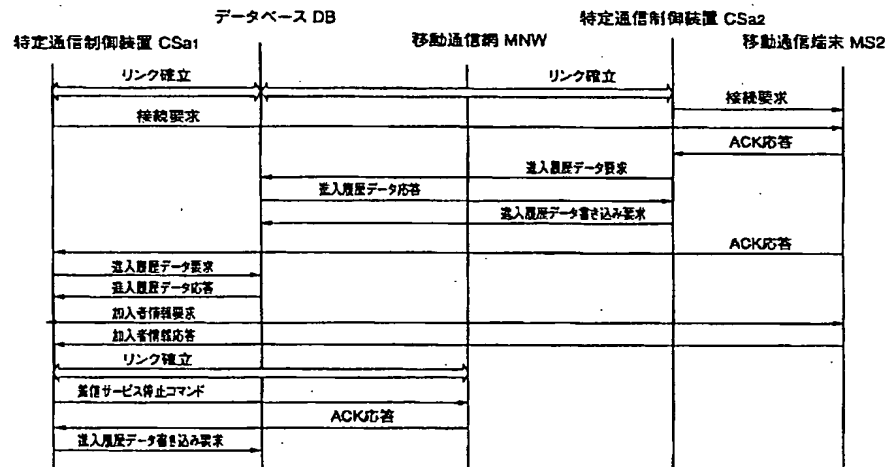 データベース DB
特定通信制御装置 CSa2
特定通信制御装置 CSa1
移動通信網 MNW
移動通信端末 MS2
リンク確立
リンク確立
接続要求
接続要求
ACK応答
進入履歴データ要求
進入履歴データ応答
進入履歴データ書き込み要求
ACK応答
進入履歴データ要求
進入履歴データ応答
加入者情報要求
加入者情報応答
リンク確立
着信サービス停止コマンド
ACK応答
進入履歴データ書き込み要求